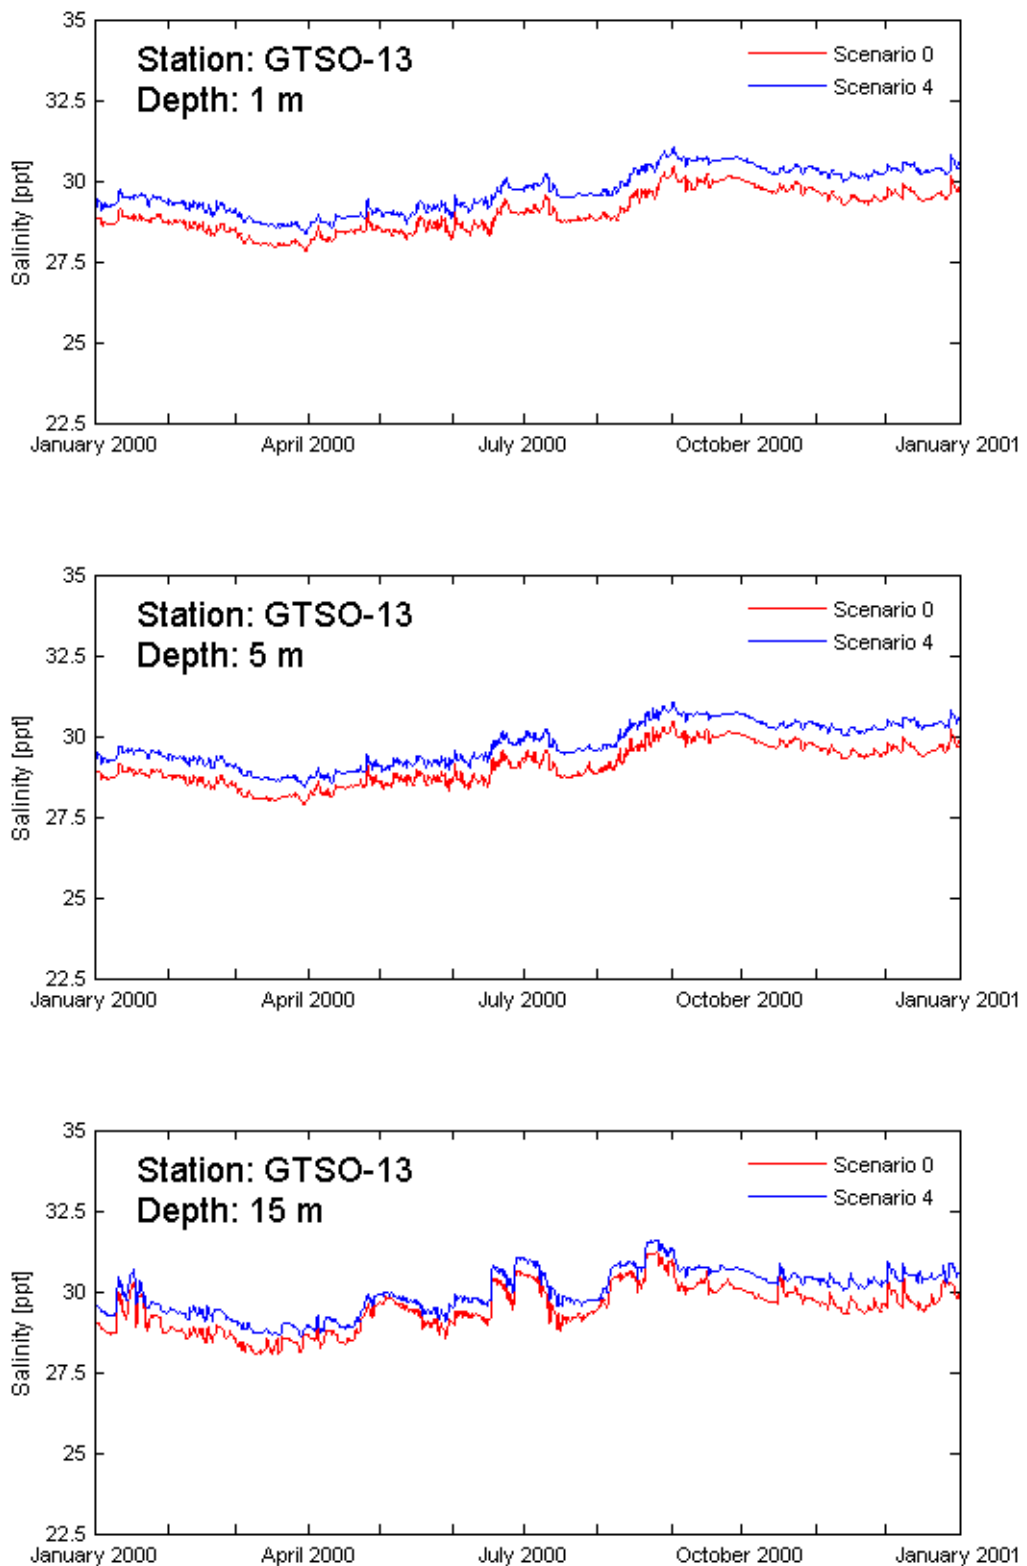 35
Station: GTSO-13
Scenario 0
Depth: 1 m
Scenario 4
32.5
30
Salinity [ppt]
27.5
25
22.5
January 2000
April 2000
July 2000
October 2000
January 2001
35
Station: GTSO-13
Scenario 0
Depth: 5 m
Scenario 4
32.5
30
Salinity [ppt]
27.5
25
22.5
January 2000
April 2000
July 2000
October 2000
January 2001
35
Station: GTSO-13
Scenario 0
Depth: 15 m
Scenario 4
32.5
30
Salinity [ppt]
27.5
25
22.5
January 2000
April 2000
July 2000
October 2000
January 2001